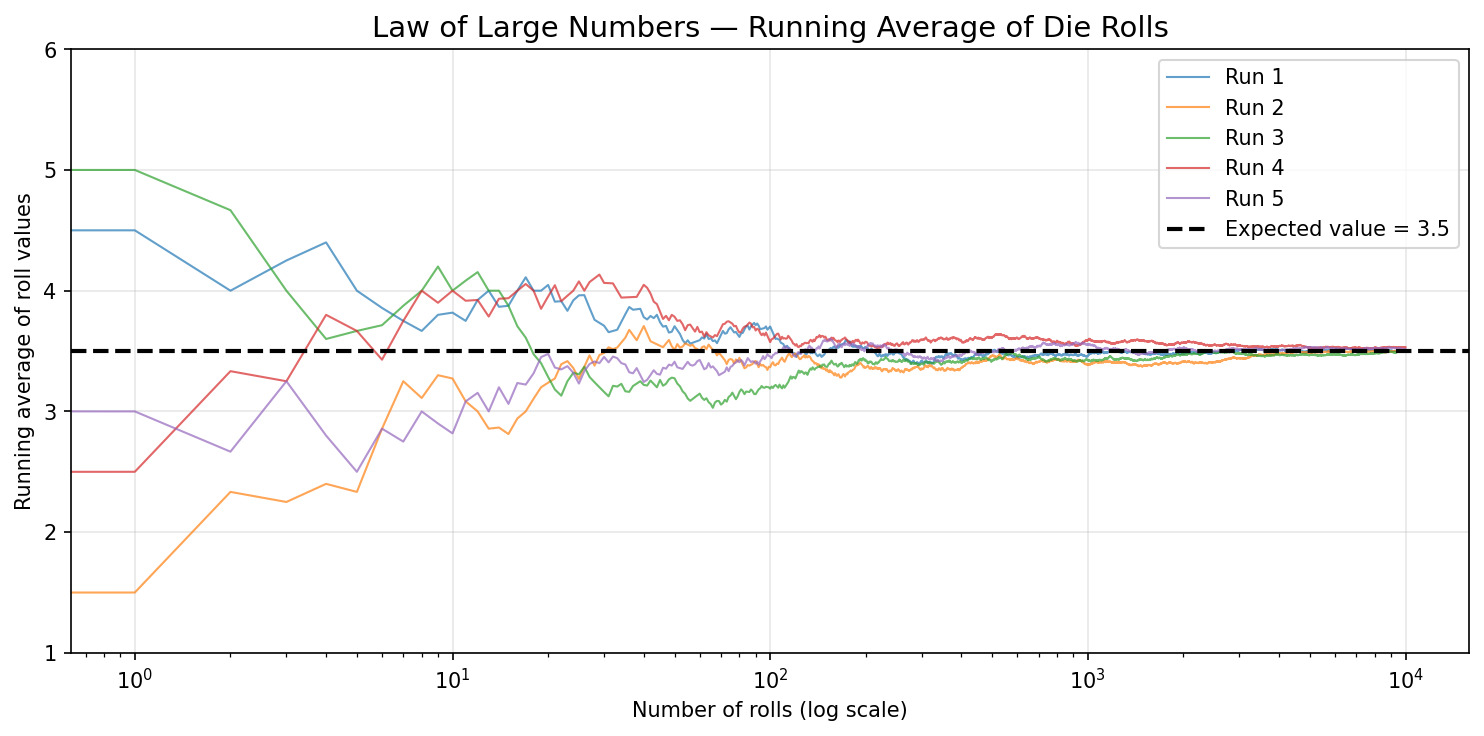 Law of Large Numbers — Running Average of Die Rolls
Running average of roll values
6
5
4
3
2
1
Run 1
Run 2
Run 3
Run 4
Run 5
Expected value = 3.5
10⁰
10¹
10²
10³
10⁴
Number of rolls (log scale)